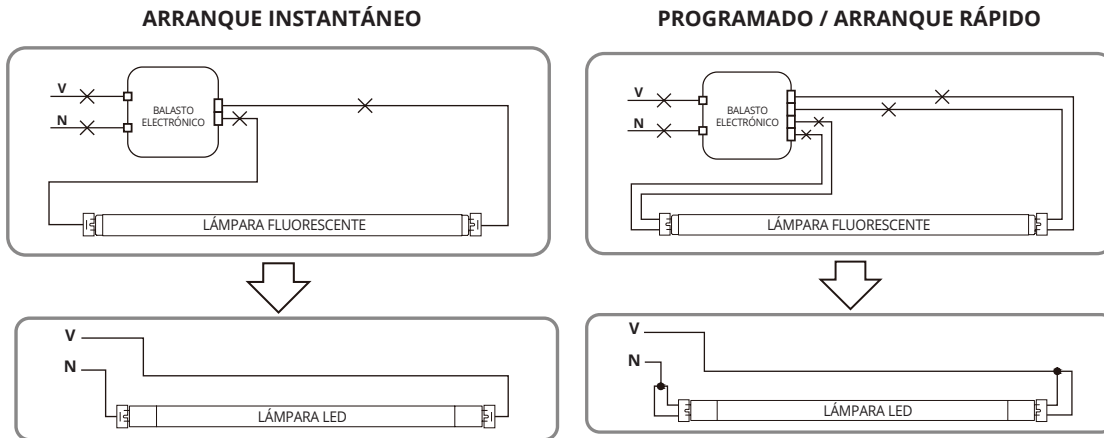 ARRANQUE INSTANTÁNEO
V
N
BALASTO
ELECTRÓNICO
LÁMPARA FLUORESCENTE
V
N
LÁMPARA LED
PROGRAMADO / ARRANQUE RÁPIDO
V
N
BALASTO
ELECTRÓNICO
LÁMPARA FLUORESCENTE
V
N
LÁMPARA LED